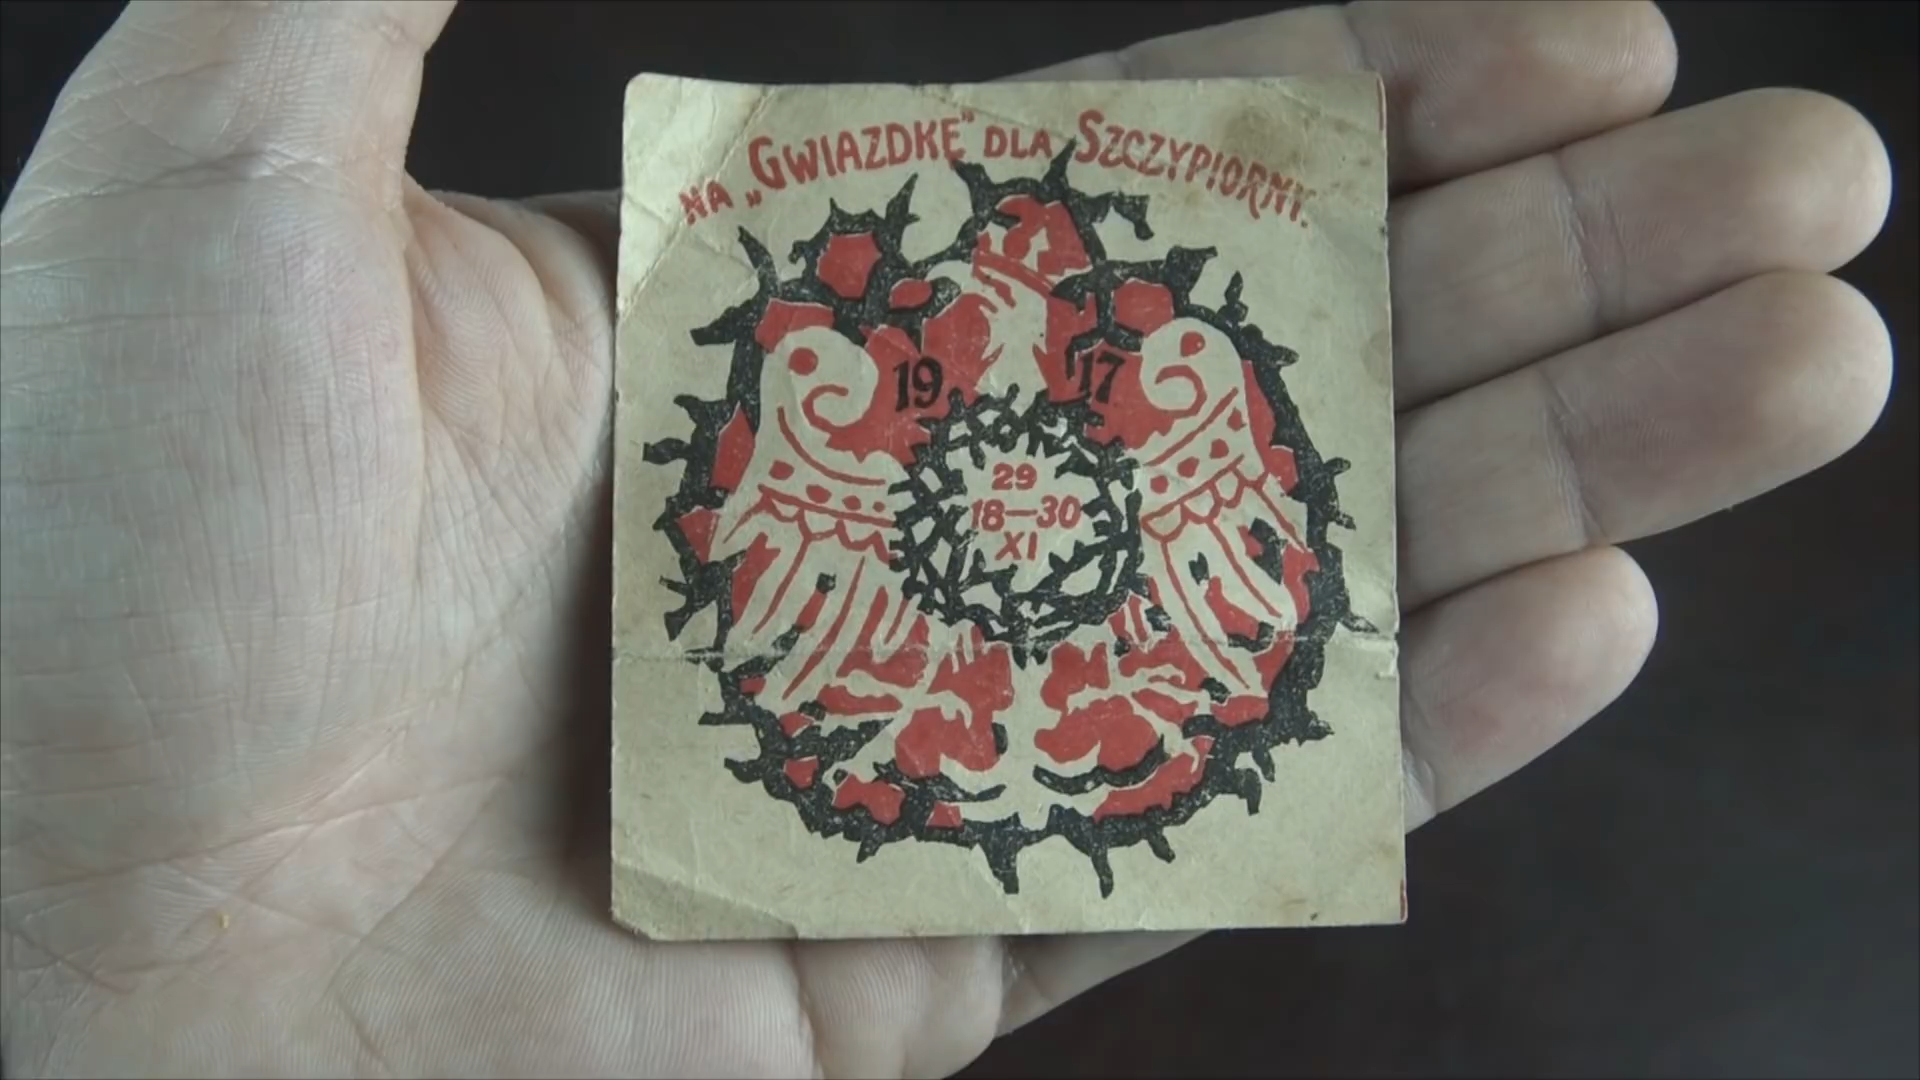 NA „GWIAZDKĘ” DLA SZCZYPIORNY.
19 17
29
18—30
XI